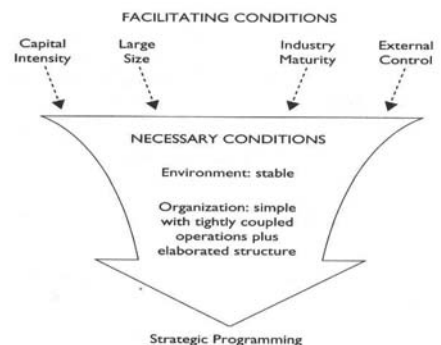 FACILITATING CONDITIONS
Capital Intensity
Large Size
Industry Maturity
External Control
NECESSARY CONDITIONS
Environment: stable
Organization: simple
with tightly coupled
operations plus
elaborated structure
Strategic Programming